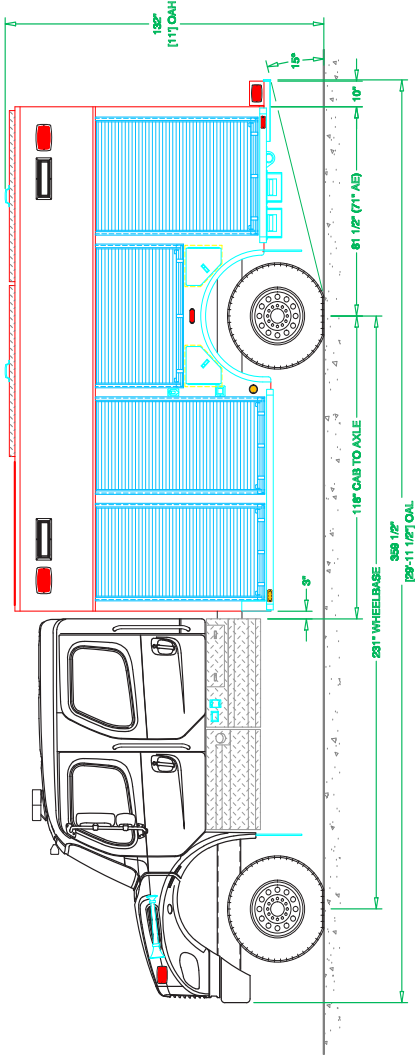 132"
[11'] OAH
15°
10"
81 1/2" (71" AE)
118" CAB TO AXLE
3"
231" WHEELBASE
359 1/2"
[29'-11 1/2"] OAL